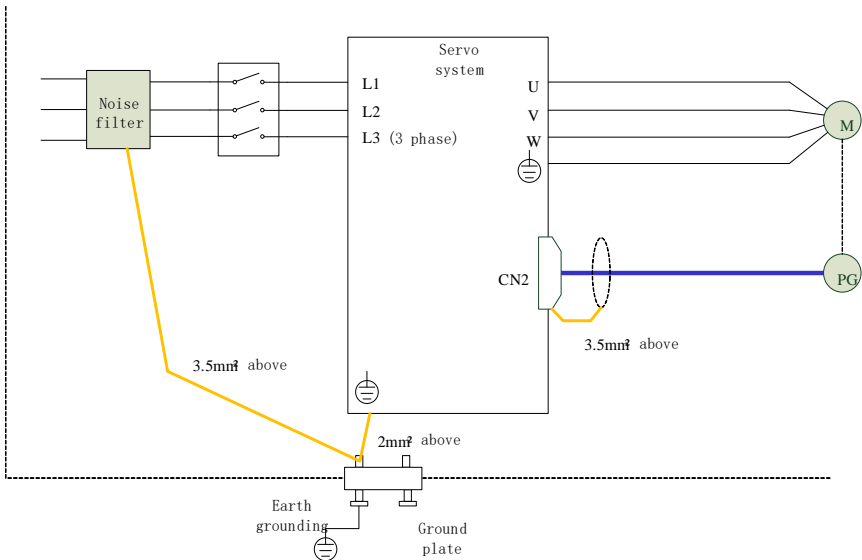 Servo
system
Noise
filter
L1
L2
L3 (3 phase)
U
V
W
M
CN2
PG
3.5mm² above
3.5mm² above
2mm² above
Earth
grounding
Ground
plate